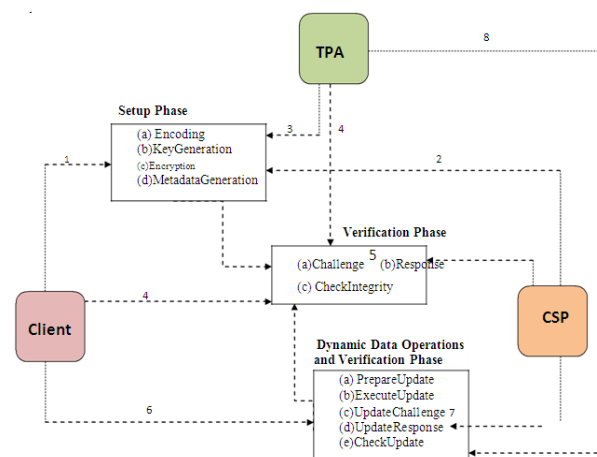 TPA
8
Setup Phase
(a) Encoding
(b)KeyGeneration
(c)Encryption
(d)MetadataGeneration
3
4
1
2
Verification Phase
(a)Challenge 5 (b)Response
(c) CheckIntegrity
Client
4
CSP
Dynamic Data Operations
and Verification Phase
(a) PrepareUpdate
(b)ExecuteUpdate
(c)UpdateChallenge 7
(d)UpdateResponse
(e)CheckUpdate
6